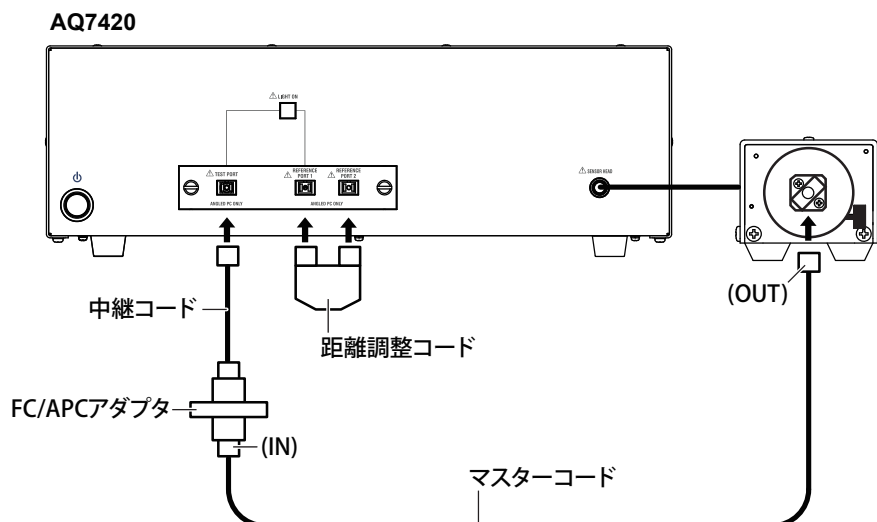 AQ7420
⚠ LIGHT ON
⚠ TEST PORT
⚠ REFERENCE
PORT 1
⚠ REFERENCE
PORT 2
⚠ SENSOR HEAD
ANGLED PC ONLY
ANGLED PC ONLY
(OUT)
中継コード
距離調整コード
FC/APCアダプタ
(IN)
マスターコード